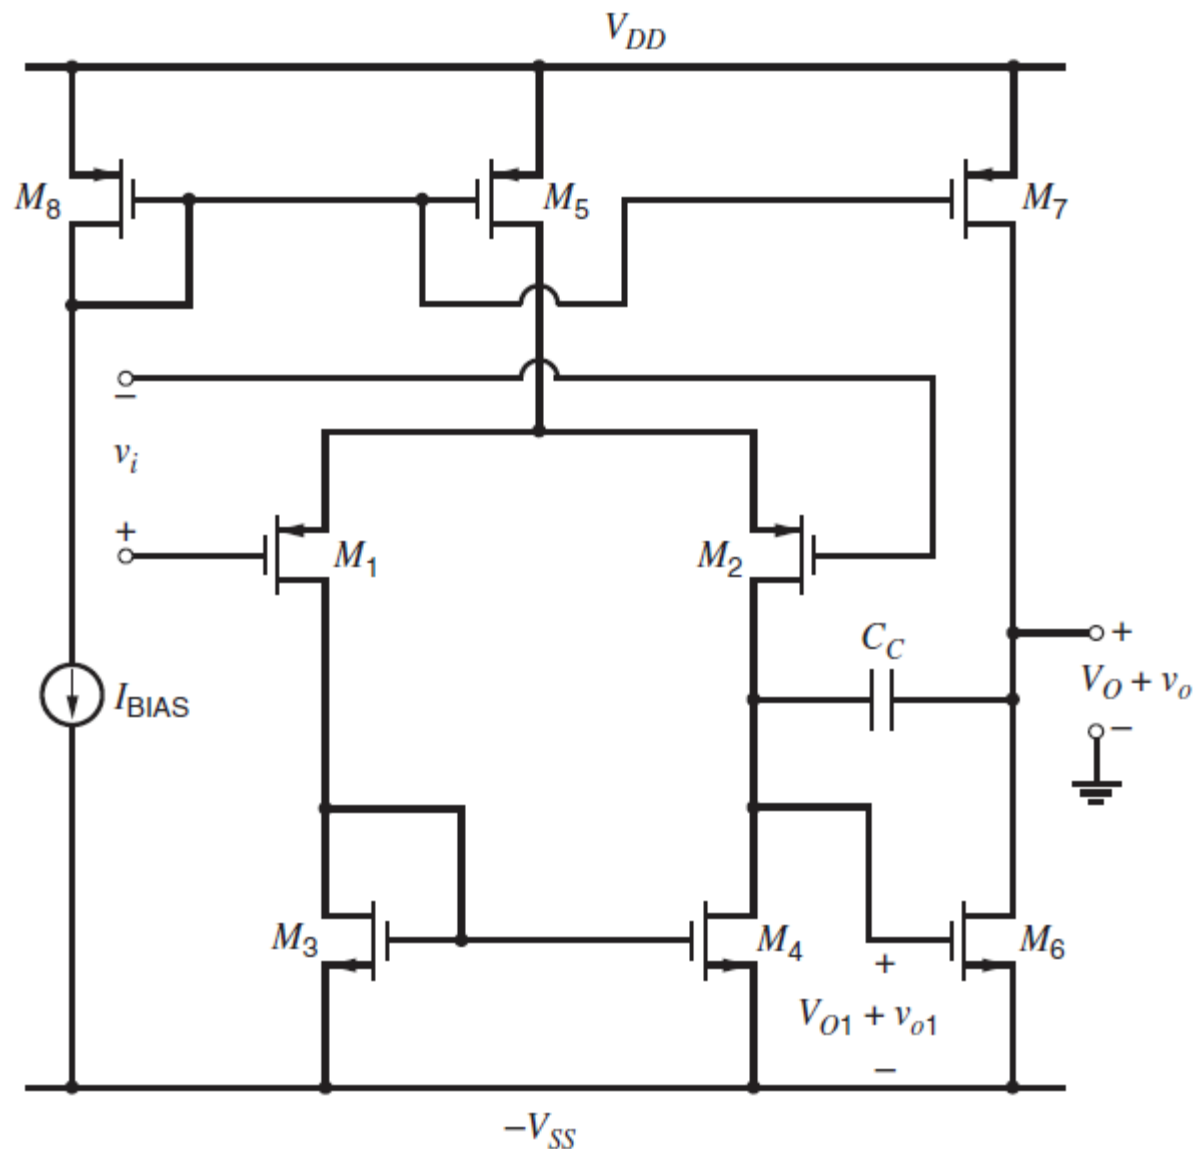 V_DD
M_8
M_5
M_7
−
v_i
+
M_1
M_2
C_C
+
V_O + v_o
−
I_BIAS
M_3
M_4
M_6
+
V_O1 + v_o1
−
−V_SS